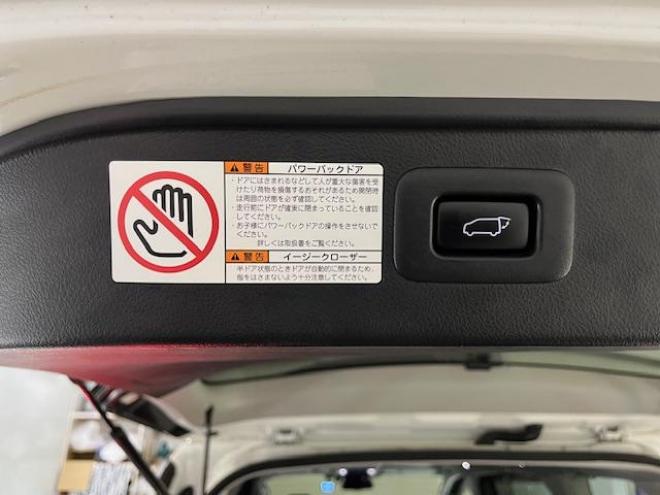 警告 パワーバックドア
・ドアにはさまれるなどして人が重大な傷害を受
けたり荷物を損傷するおそれがあるため開閉時
は周囲の状態を必ず確認してください。
・走行前にドアが確実に閉まっていることを確認
してください。
・お子様にパワーバックドアの操作をさせないで
ください。
詳しくは取扱書をご覧ください。
警告 イージークローザー
半ドア状態のときドアが自動的に閉まるため、
指をはさまないよう十分注意してください。